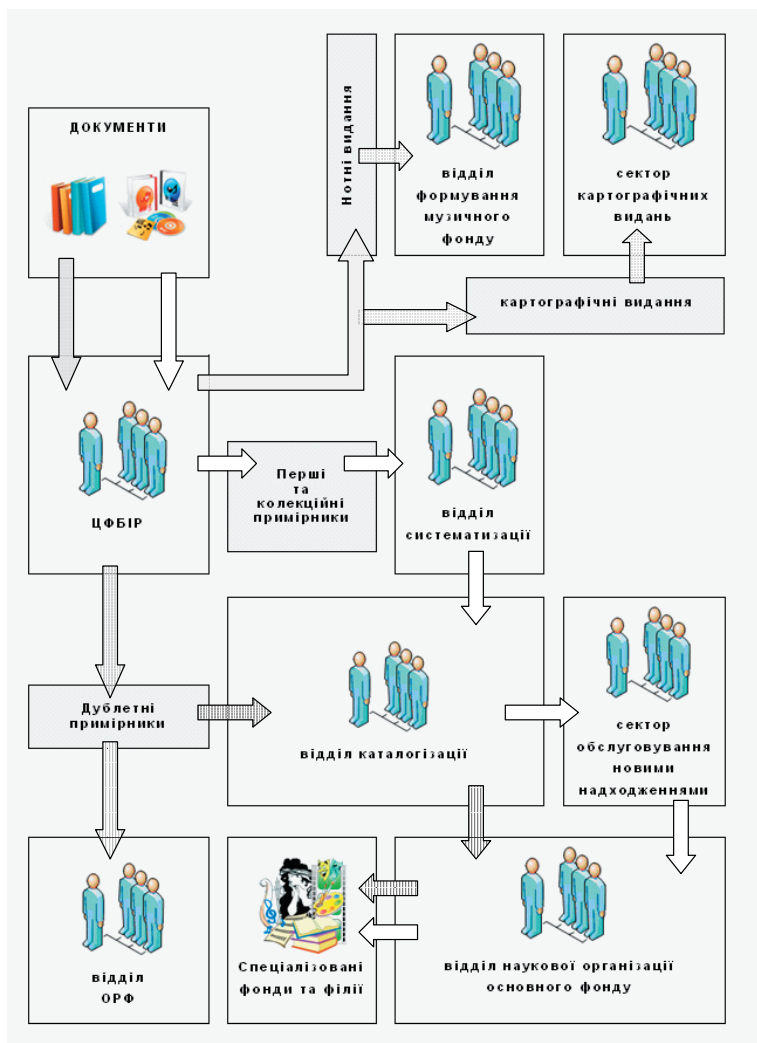 ДОКУМЕНТИ
Нотні видання
відділ
формування
музичного
фонду
сектор
картографічних
видань
картографічні видання
ЦФБІР
Перші
та
колекційні
примірники
відділ
систематизації
Дублетні
примірники
відділ каталогізації
сектор
обслуговування
новими
надходженнями
відділ
ОРФ
Спеціалізовані
фонди та філії
відділ наукової організації
основного фонду